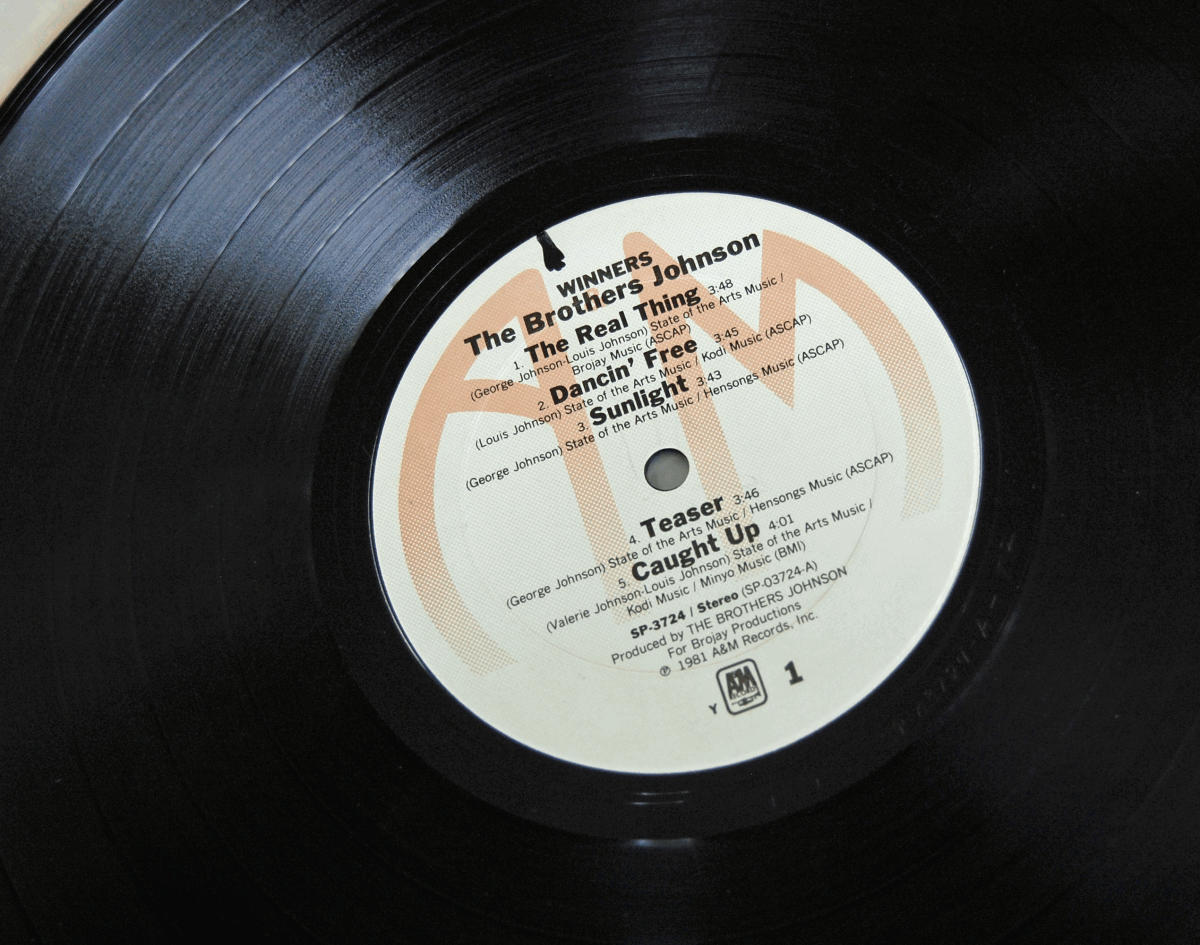 WINNERS
The Brothers Johnson
1. The Real Thing 3:48
(George Johnson-Louis Johnson) State of the Arts Music /
Brojay Music (ASCAP)
2. Dancin' Free 3:45
(Louis Johnson) State of the Arts Music / Kodi Music (ASCAP)
3. Sunlight 3:43
(George Johnson) State of the Arts Music / Hensongs Music (ASCAP)
4. Teaser 3:46
(George Johnson) State of the Arts Music / Hensongs Music (ASCAP)
5. Caught Up 4:01
(Valerie Johnson-Louis Johnson) State of the Arts Music /
Kodi Music / Minyo Music (BMI)
SP-3724 / Stereo (SP-03724-A)
Produced by THE BROTHERS JOHNSON
For Brojay Productions
℗ 1981 A&M Records, Inc.
Y A&M RECORDS 1